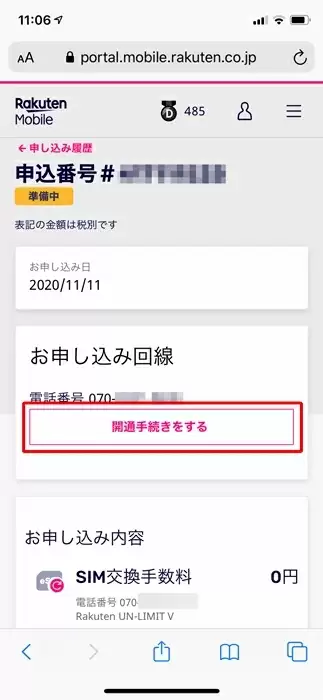 11:06
AA portal.mobile.rakuten.co.jp
Rakuten
Mobile
D 485
←申し込み履歴
申込番号#
準備中
表記の金額は税別です
お申し込み日
2020/11/11
お申し込み回線
電話番号 070-
開通手続きをする
お申し込み内容
eSIM
SIM交換手数料 0円
電話番号 070-
Rakuten UN-LIMIT V